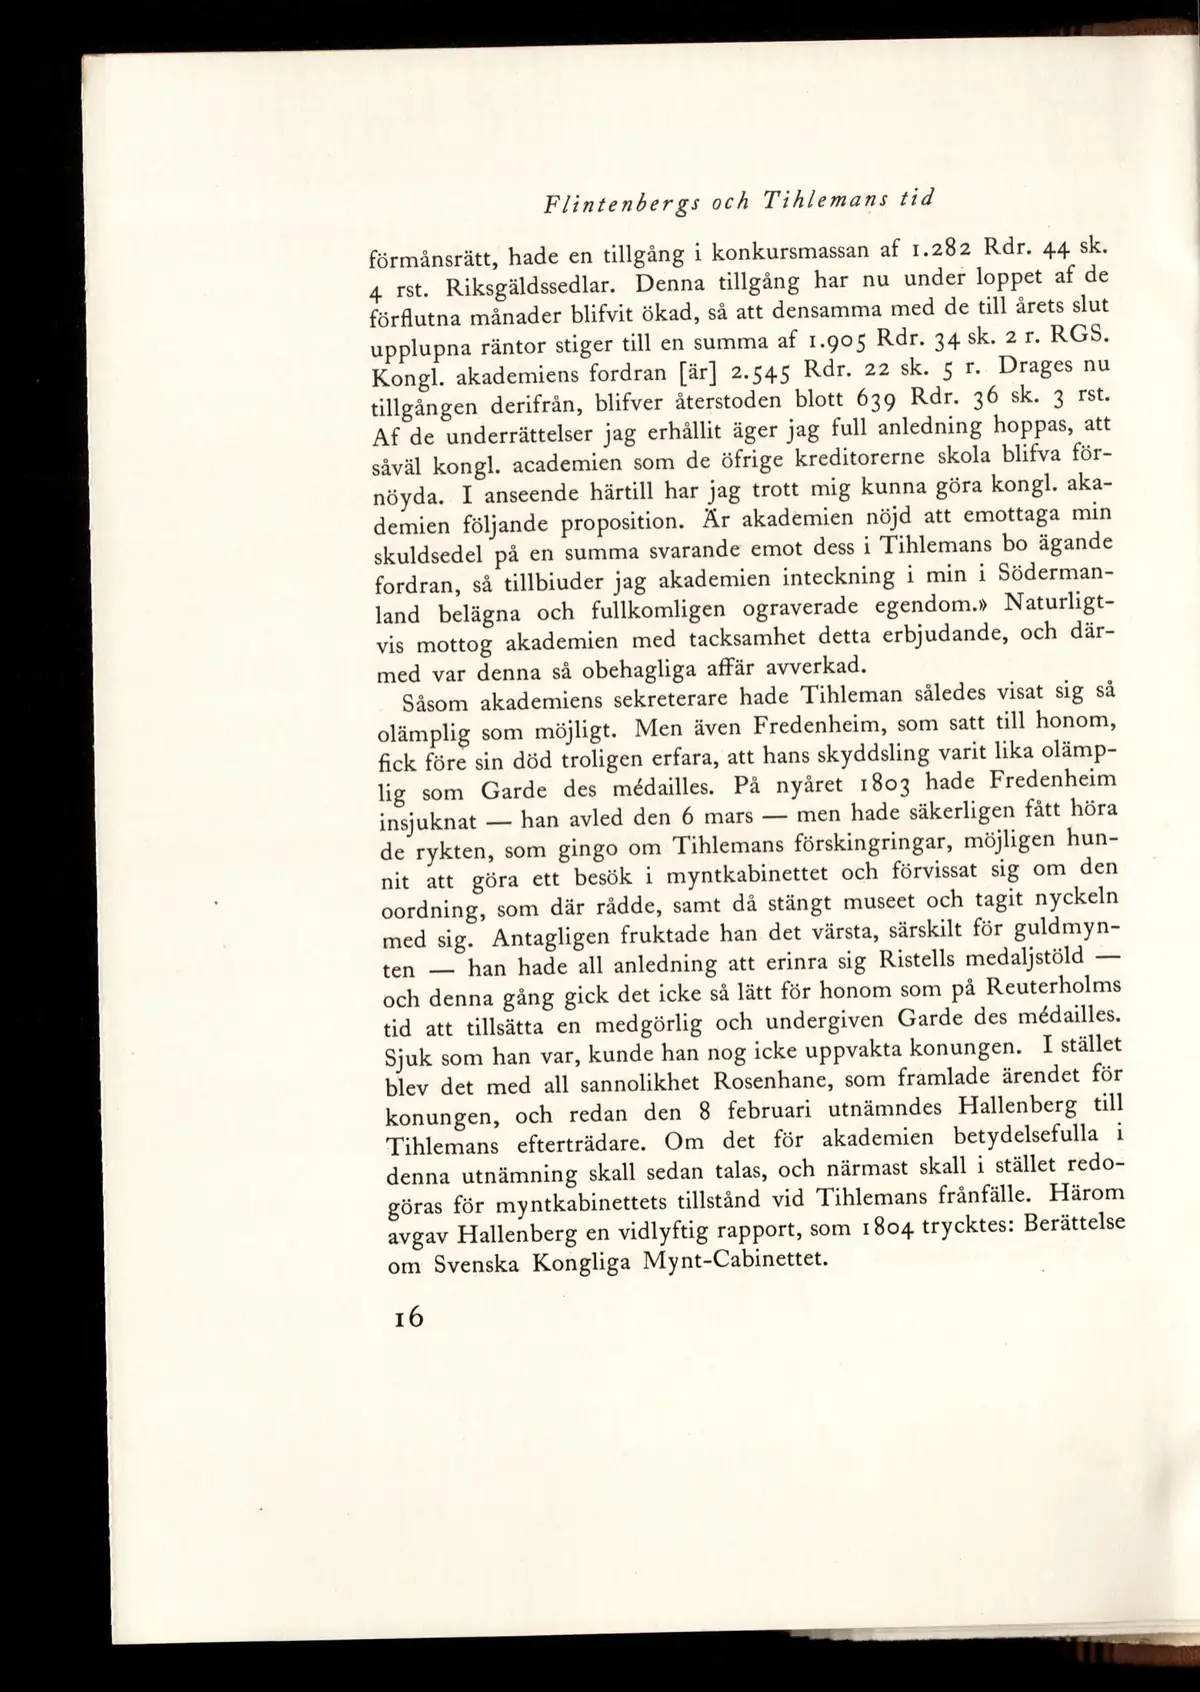 Flintenbergs och Tihlemans tid
förmånsrätt, hade en tillgång i konkursmassan af 1.282 Rdr. 44 sk.
4 rst. Riksgäldssedlar. Denna tillgång har nu under loppet af de
förflutna månader blifvit ökad, så att densamma med de till årets slut
upplupna räntor stiger till en summa af 1.905 Rdr. 34 sk. 2 r. RGS.
Kongl. akademiens fordran [är] 2.545 Rdr. 22 sk. 5 r. Drages nu
tillgången derifrån, blifver återstoden blott 639 Rdr. 36 sk. 3 rst.
Af de underrättelser jag erhållit äger jag full anledning hoppas, att
såväl kongl. academien som de öfrige kreditorerne skola blifva för-
nöyda. I anseende härtill har jag trott mig kunna göra kongl. aka-
demien följande proposition. Är akademien nöjd att emottaga min
skuldsedel på en summa svarande emot dess i Tihlemans bo ägande
fordran, så tillbiuder jag akademien inteckning i min i Söderman-
land belägna och fullkomligen ograverade egendom.» Naturligt-
vis mottog akademien med tacksamhet detta erbjudande, och där-
med var denna så obehagliga affär avverkad.
Såsom akademiens sekreterare hade Tihleman således visat sig så
olämplig som möjligt. Men även Fredenheim, som satt till honom,
fick före sin död troligen erfara, att hans skyddsling varit lika olämp-
lig som Garde des médailles. På nyåret 1803 hade Fredenheim
insjuknat — han avled den 6 mars — men hade säkerligen fått höra
de rykten, som gingo om Tihlemans förskingringar, möjligen hun-
nit att göra ett besök i myntkabinettet och förvissat sig om den
oordning, som där rådde, samt då stängt museet och tagit nyckeln
med sig. Antagligen fruktade han det värsta, särskilt för guldmyn-
ten — han hade all anledning att erinra sig Ristells medaljstöld —
och denna gång gick det icke så lätt för honom som på Reuterholms
tid att tillsätta en medgörlig och undergiven Garde des médailles.
Sjuk som han var, kunde han nog icke uppvakta konungen. I stället
blev det med all sannolikhet Rosenhane, som framlade ärendet för
konungen, och redan den 8 februari utnämndes Hallenberg till
Tihlemans efterträdare. Om det för akademien betydelsefulla i
denna utnämning skall sedan talas, och närmast skall i stället redo-
göras för myntkabinettets tillstånd vid Tihlemans frånfälle. Härom
avgav Hallenberg en vidlyftig rapport, som 1804 trycktes: Berättelse
om Svenska Kongliga Mynt-Cabinettet.
16